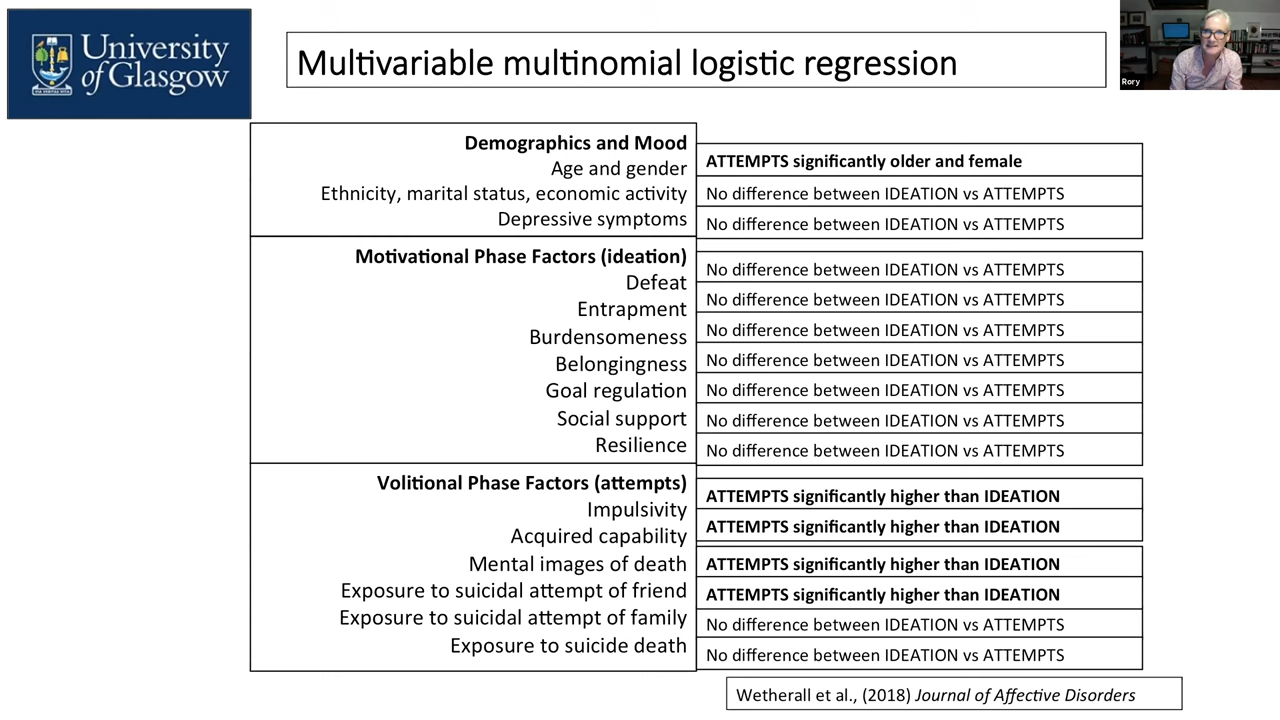 University
of Glasgow
VIA VERITAS VITA
Multivariable multinomial logistic regression
Rory
Demographics and Mood
Age and gender
Ethnicity, marital status, economic activity
Depressive symptoms
ATTEMPTS significantly older and female
No difference between IDEATION vs ATTEMPTS
No difference between IDEATION vs ATTEMPTS
Motivational Phase Factors (ideation)
Defeat
Entrapment
Burdensomeness
Belongingness
Goal regulation
Social support
Resilience
No difference between IDEATION vs ATTEMPTS
No difference between IDEATION vs ATTEMPTS
No difference between IDEATION vs ATTEMPTS
No difference between IDEATION vs ATTEMPTS
No difference between IDEATION vs ATTEMPTS
No difference between IDEATION vs ATTEMPTS
No difference between IDEATION vs ATTEMPTS
Volitional Phase Factors (attempts)
Impulsivity
Acquired capability
Mental images of death
Exposure to suicidal attempt of friend
Exposure to suicidal attempt of family
Exposure to suicide death
ATTEMPTS significantly higher than IDEATION
ATTEMPTS significantly higher than IDEATION
ATTEMPTS significantly higher than IDEATION
ATTEMPTS significantly higher than IDEATION
No difference between IDEATION vs ATTEMPTS
No difference between IDEATION vs ATTEMPTS
Wetherall et al., (2018) Journal of Affective Disorders